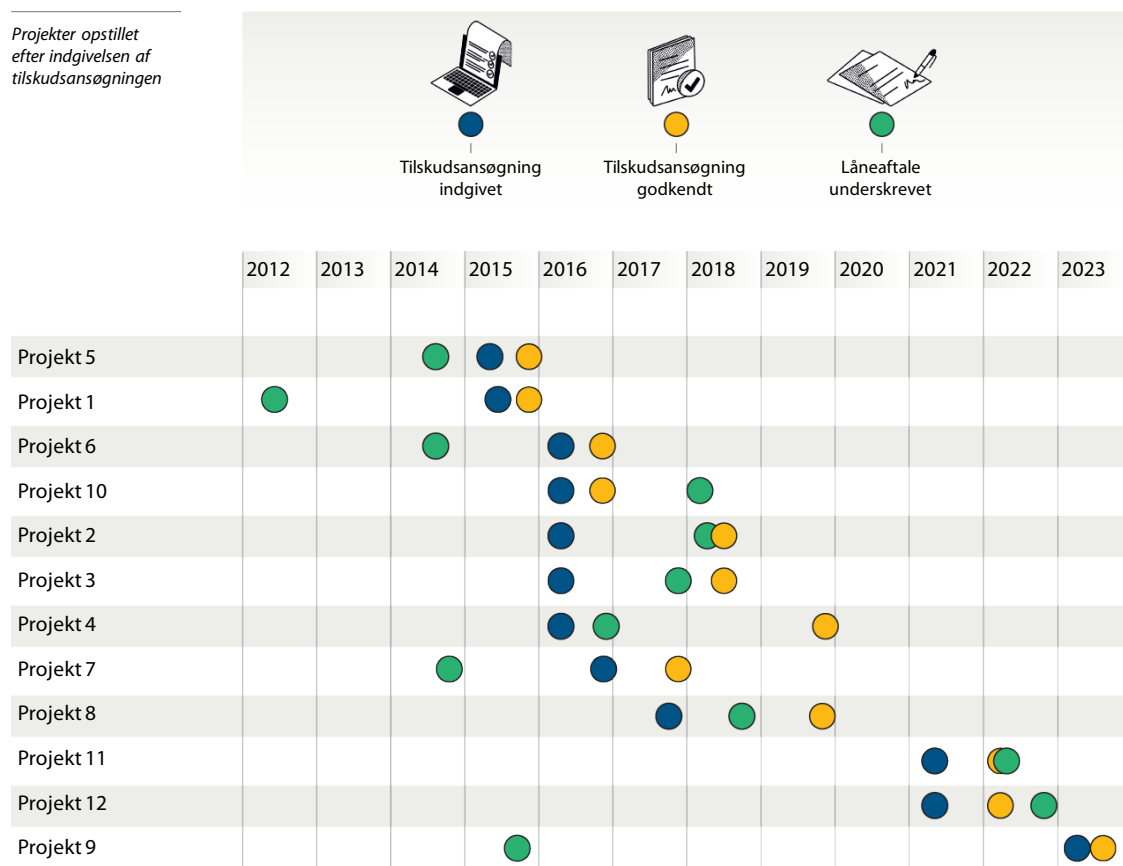 Projekter opstillet
efter indgivelsen af
tilskudsansøgningen
Tilskudsansøgning
indgivet
Tilskudsansøgning
godkendt
Låneaftale
underskrevet
2012 2013 2014 2015 2016 2017 2018 2019 2020 2021 2022 2023
Projekt 5
Projekt 1
Projekt 6
Projekt 10
Projekt 2
Projekt 3
Projekt 4
Projekt 7
Projekt 8
Projekt 11
Projekt 12
Projekt 9